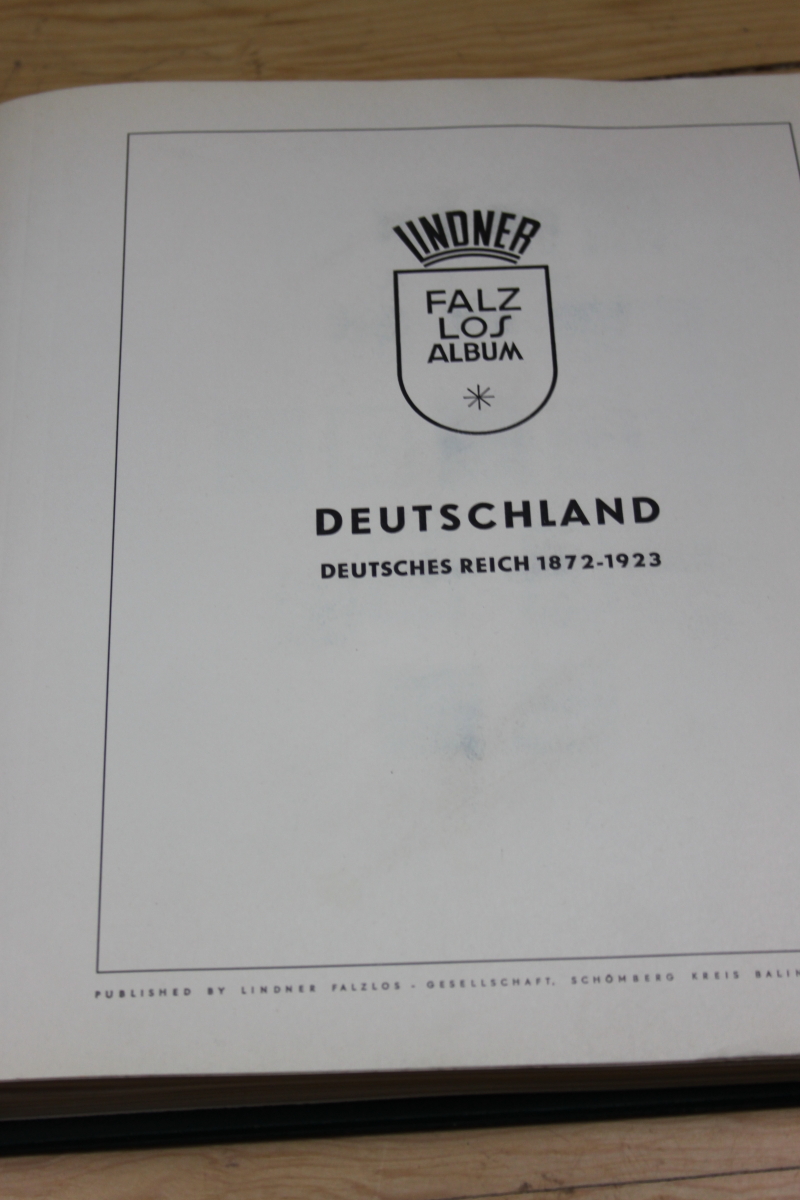 LINDNER
FALZ
LOS
ALBUM
DEUTSCHLAND
DEUTSCHES REICH 1872-1923
PUBLISHED BY LINDNER FALZLOS - GESELLSCHAFT, SCHÖMBERG KREIS